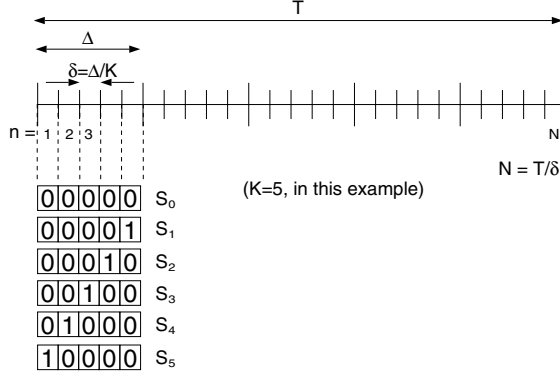 T
Δ
δ=Δ/K
n = 1 2 3 N
N = T/δ
(K=5, in this example)
0 0 0 0 0 S₀
0 0 0 0 1 S₁
0 0 0 1 0 S₂
0 0 1 0 0 S₃
0 1 0 0 0 S₄
1 0 0 0 0 S₅